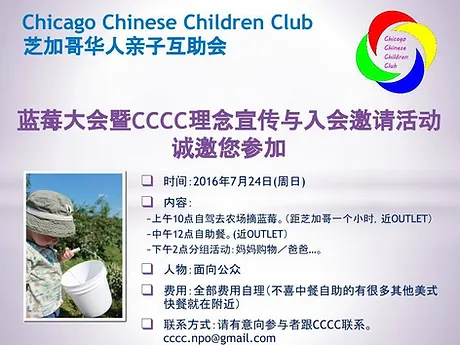 Chicago Chinese Children Club
芝加哥华人亲子互助会
Chicago
Chinese
Children
Club
蓝莓大会暨CCCC理念宣传与入会邀请活动
诚邀您参加
时间:2016年7月24日(周日)
内容:
-上午10点自驾去农场摘蓝莓。(距芝加哥一个小时, 近OUTLET)
-中午12点自助餐。(近OUTLET)
-下午2点分组活动: 妈妈购物/爸爸…。
人物: 面向公众
费用: 全部费用自理(不喜中餐自助的有很多其他美式
快餐就在附近)
联系方式: 请有意向参与者跟CCCC联系。
cccc.npo@gmail.com